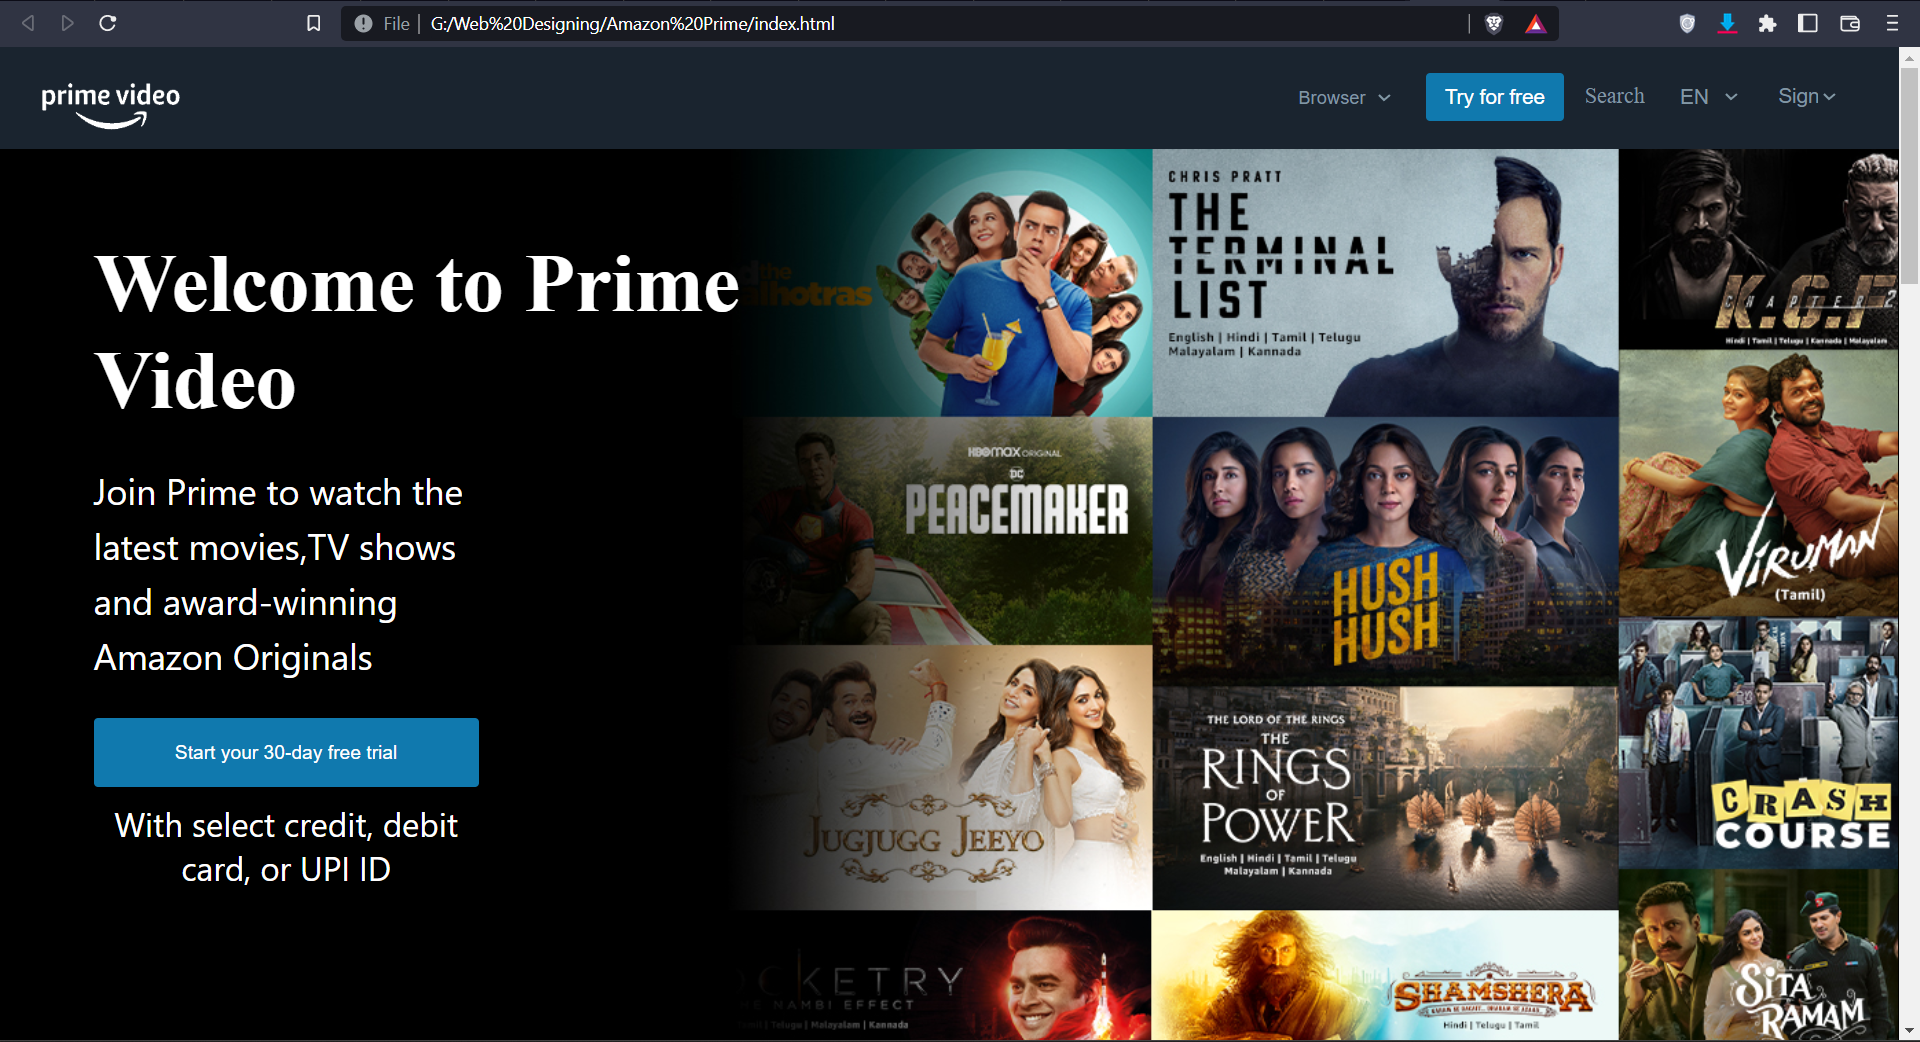 File | G:/Web%20Designing/Amazon%20Prime/index.html
prime video
Browser
Try for free
Search
EN
Sign
Welcome to Prime
Video
Join Prime to watch the
latest movies,TV shows
and award-winning
Amazon Originals
Start your 30-day free trial
With select credit, debit
card, or UPI ID
the
CHRIS PRATT
THE
TERMINAL
LIST
English | Hindi | Tamil | Telugu
Malayalam | Kannada
K.G.F
CHAPTER 2
Hindi | Tamil | Telugu | Kannada | Malayalam
HBOMAX ORIGINAL
DC
PEACEMAKER
HUSH
HUSH
VIRUMAN
(Tamil)
JUGJUGG JEEYO
THE LORD OF THE RINGS
THE
RINGS
OF
POWER
English | Hindi | Tamil | Telugu
Malayalam | Kannada
CRASH
COURSE
OCKETRY
HE NAMBI EFFECT
Telugu | Malayalam | Kannada
SHAMSHERA
Hindi | Telugu | Tamil
SITA
RAMAM